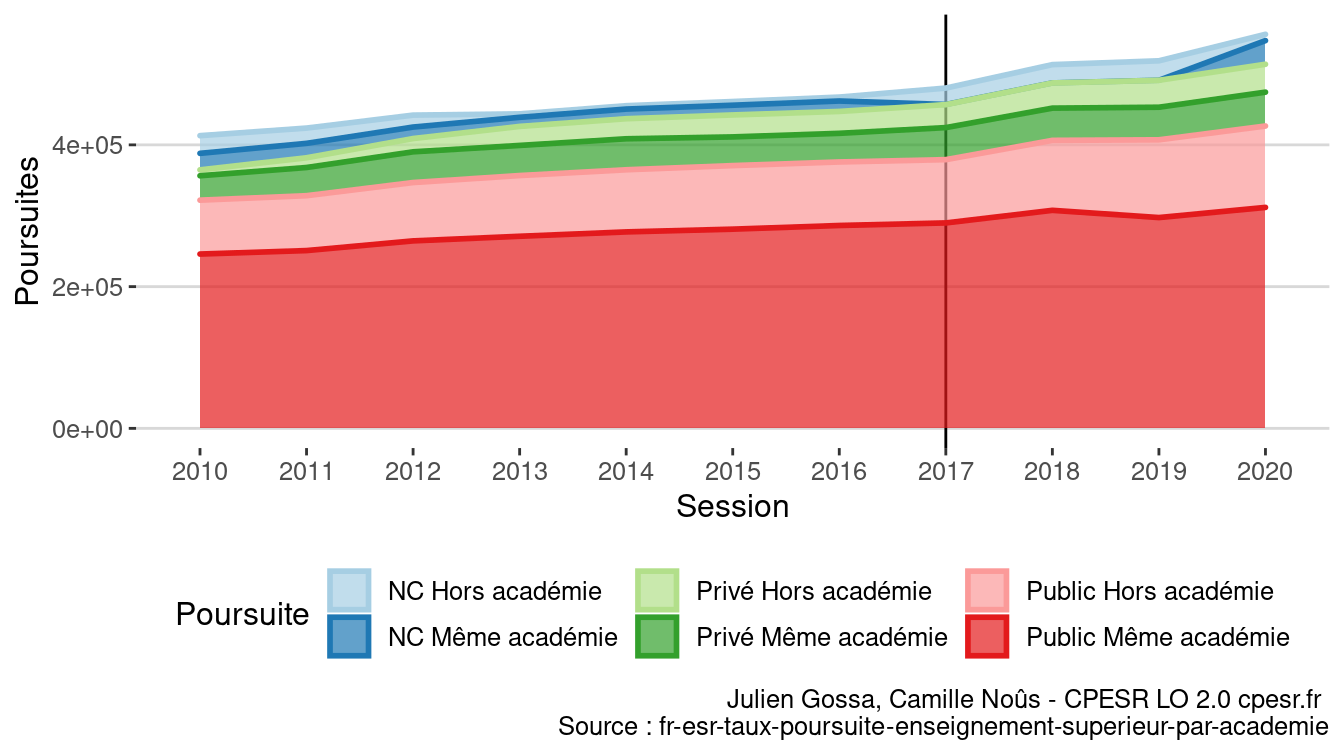 Poursuites
4e+05
2e+05
0e+00
2010 2011 2012 2013 2014 2015 2016 2017 2018 2019 2020
Session
Poursuite
NC Hors académie Privé Hors académie Public Hors académie
NC Même académie Privé Même académie Public Même académie
Julien Gossa, Camille Noûs - CPESR LO 2.0 cpesr.fr
Source : fr-esr-taux-poursuite-enseignement-superieur-par-academie